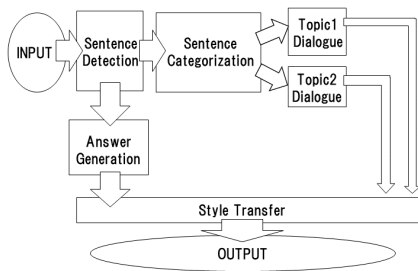 INPUT
Sentence
Detection
Sentence
Categorization
Topic1
Dialogue
Topic2
Dialogue
Answer
Generation
Style Transfer
OUTPUT